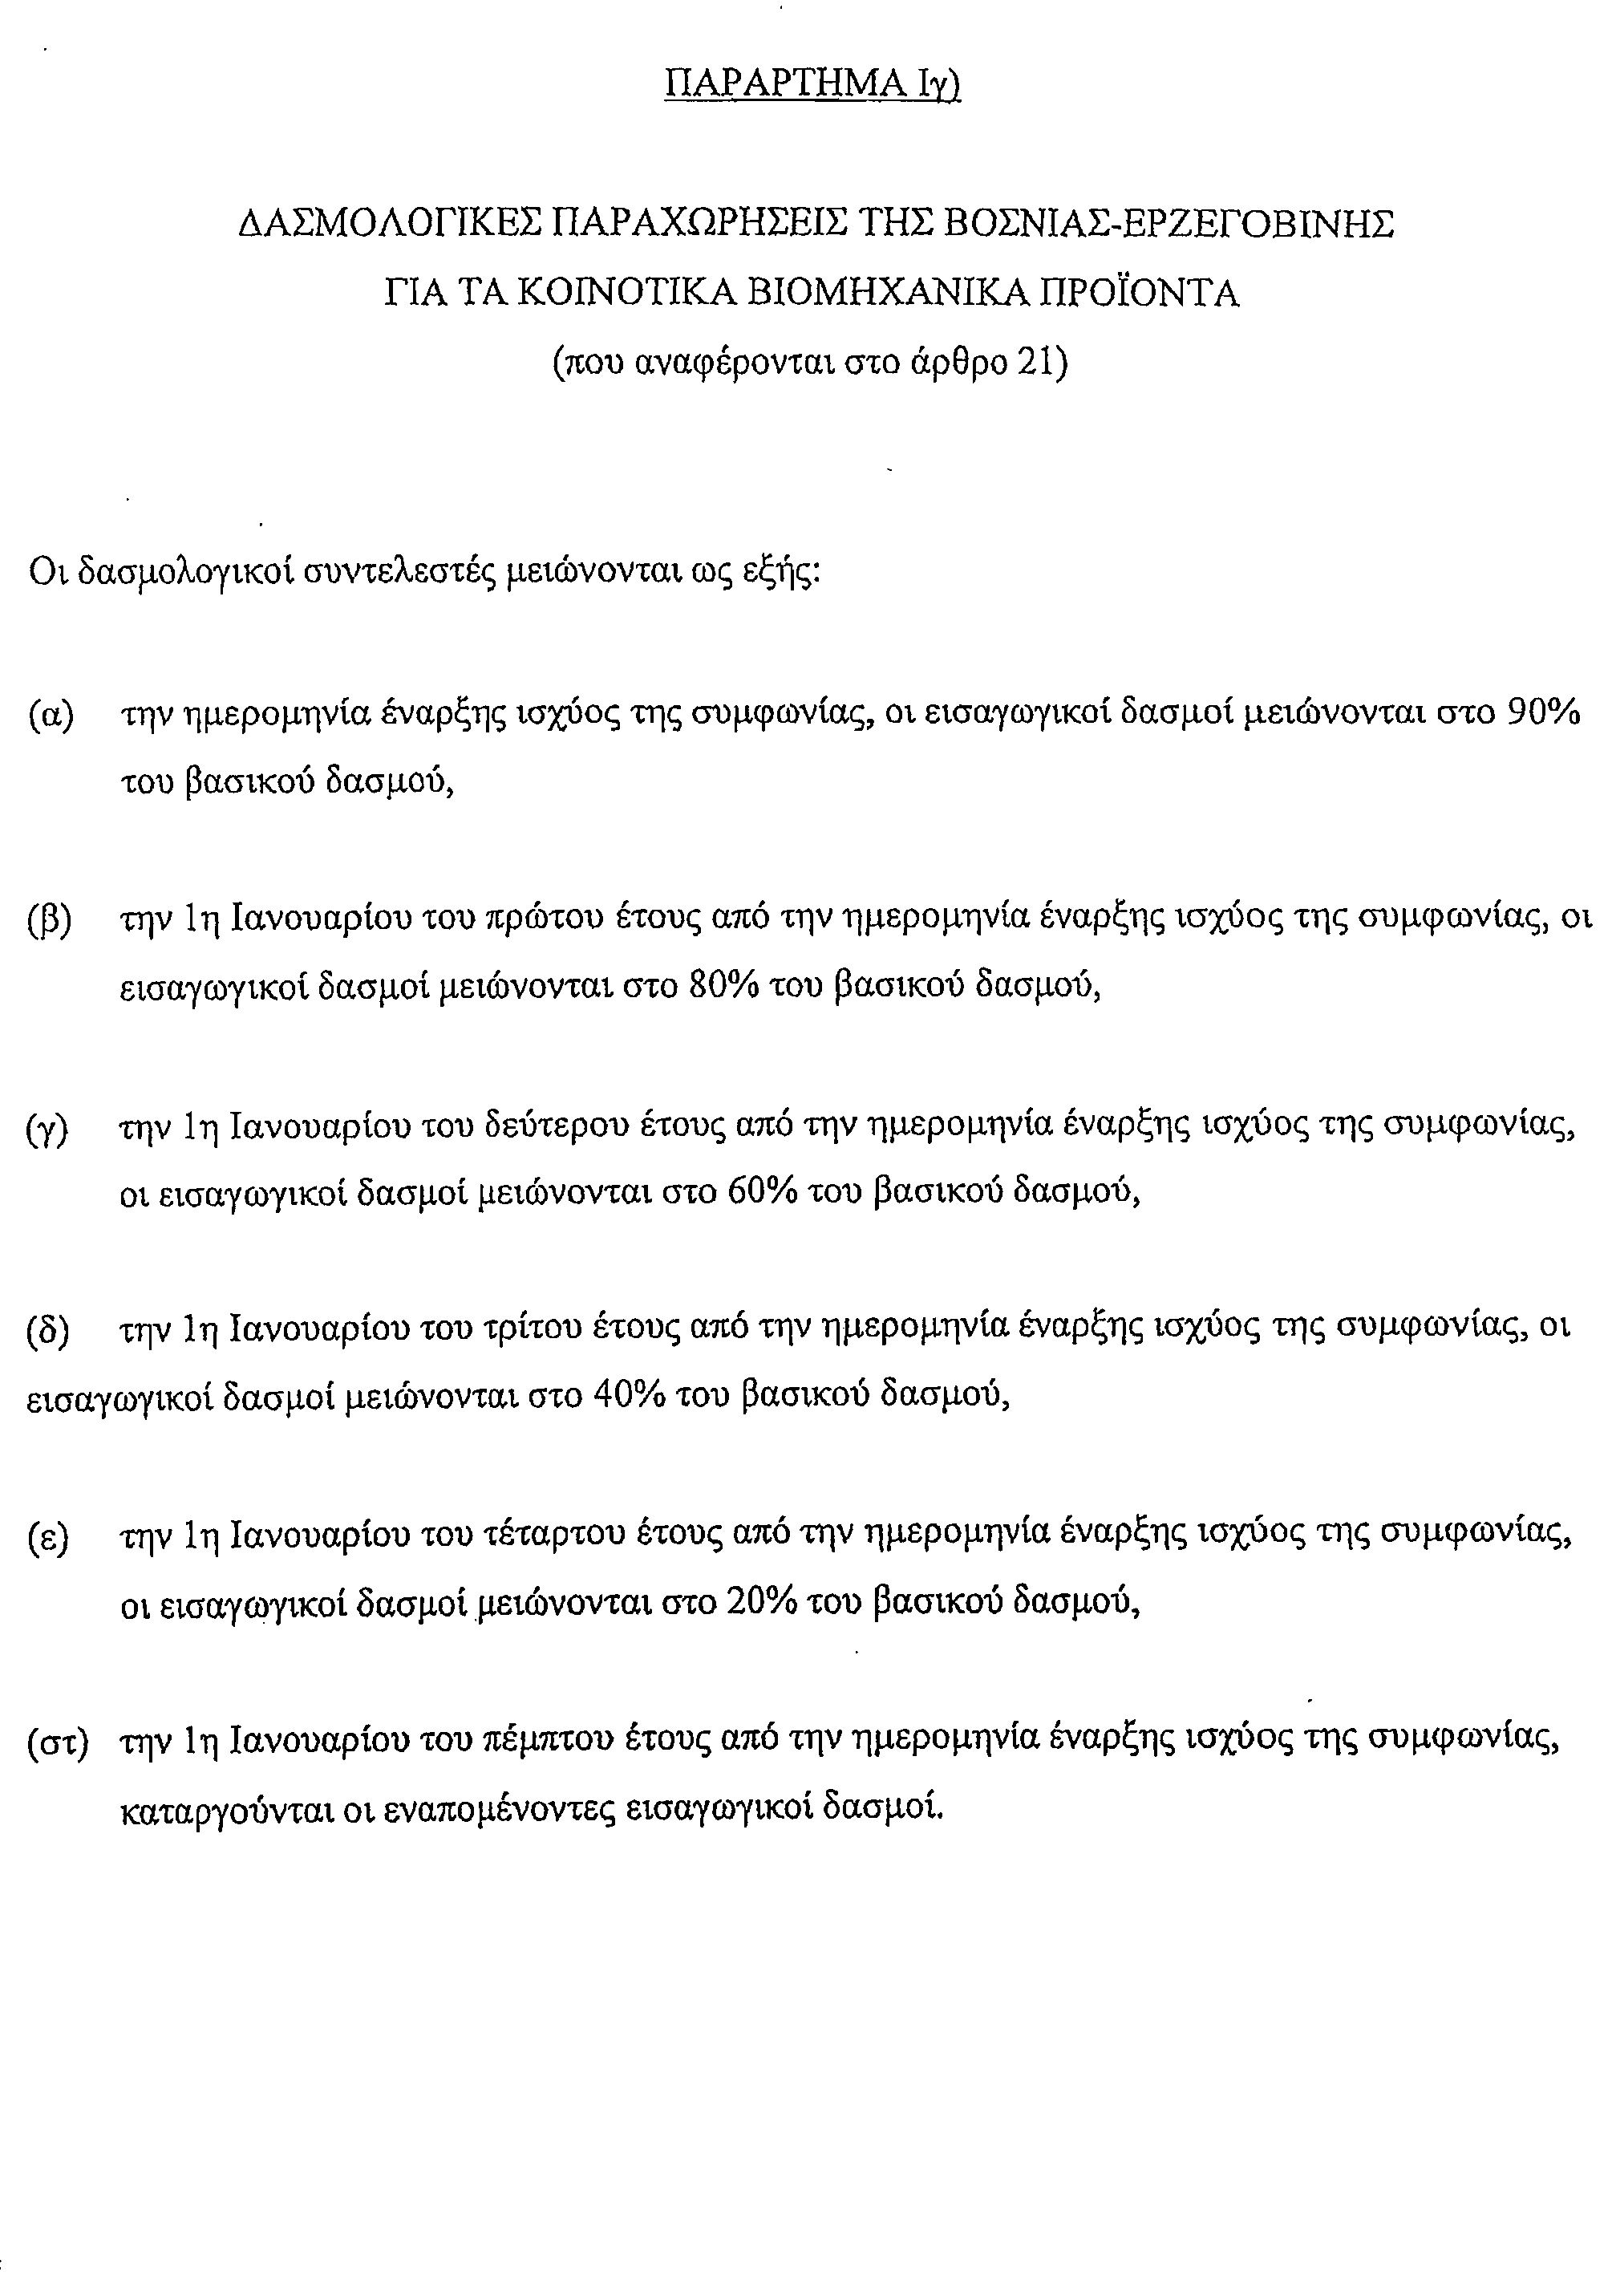 ΠΑΡΑΡΤΗΜΑ Ιγ)
ΔΑΣΜΟΛΟΓΙΚΕΣ ΠΑΡΑΧΩΡΗΣΕΙΣ ΤΗΣ ΒΟΣΝΙΑΣ-ΕΡΖΕΓΟΒΙΝΗΣ
ΓΙΑ ΤΑ ΚΟΙΝΟΤΙΚΑ ΒΙΟΜΗΧΑΝΙΚΑ ΠΡΟΪΟΝΤΑ
(που αναφέρονται στο άρθρο 21)
Οι δασμολογικοί συντελεστές μειώνονται ως εξής:
(α) την ημερομηνία έναρξης ισχύος της συμφωνίας, οι εισαγωγικοί δασμοί μειώνονται στο 90%
του βασικού δασμού,
(β) την 1η Ιανουαρίου του πρώτου έτους από την ημερομηνία έναρξης ισχύος της συμφωνίας, οι
εισαγωγικοί δασμοί μειώνονται στο 80% του βασικού δασμού,
(γ) την 1η Ιανουαρίου του δεύτερου έτους από την ημερομηνία έναρξης ισχύος της συμφωνίας,
οι εισαγωγικοί δασμοί μειώνονται στο 60% του βασικού δασμού,
(δ) την 1η Ιανουαρίου του τρίτου έτους από την ημερομηνία έναρξης ισχύος της συμφωνίας, οι
εισαγωγικοί δασμοί μειώνονται στο 40% του βασικού δασμού,
(ε) την 1η Ιανουαρίου του τέταρτου έτους από την ημερομηνία έναρξης ισχύος της συμφωνίας,
οι εισαγωγικοί δασμοί μειώνονται στο 20% του βασικού δασμού,
(στ) την 1η Ιανουαρίου του πέμπτου έτους από την ημερομηνία έναρξης ισχύος της συμφωνίας,
καταργούνται οι εναπομένοντες εισαγωγικοί δασμοί.